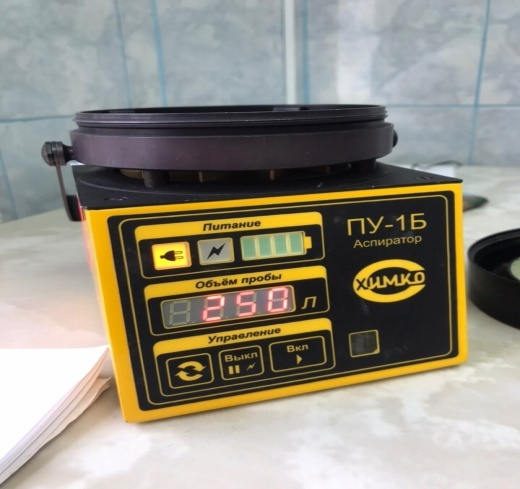 Питание
ПУ-1Б
Аспиратор
Объём пробы
250 л
ХИМКО
Управление
Выкл
Вкл